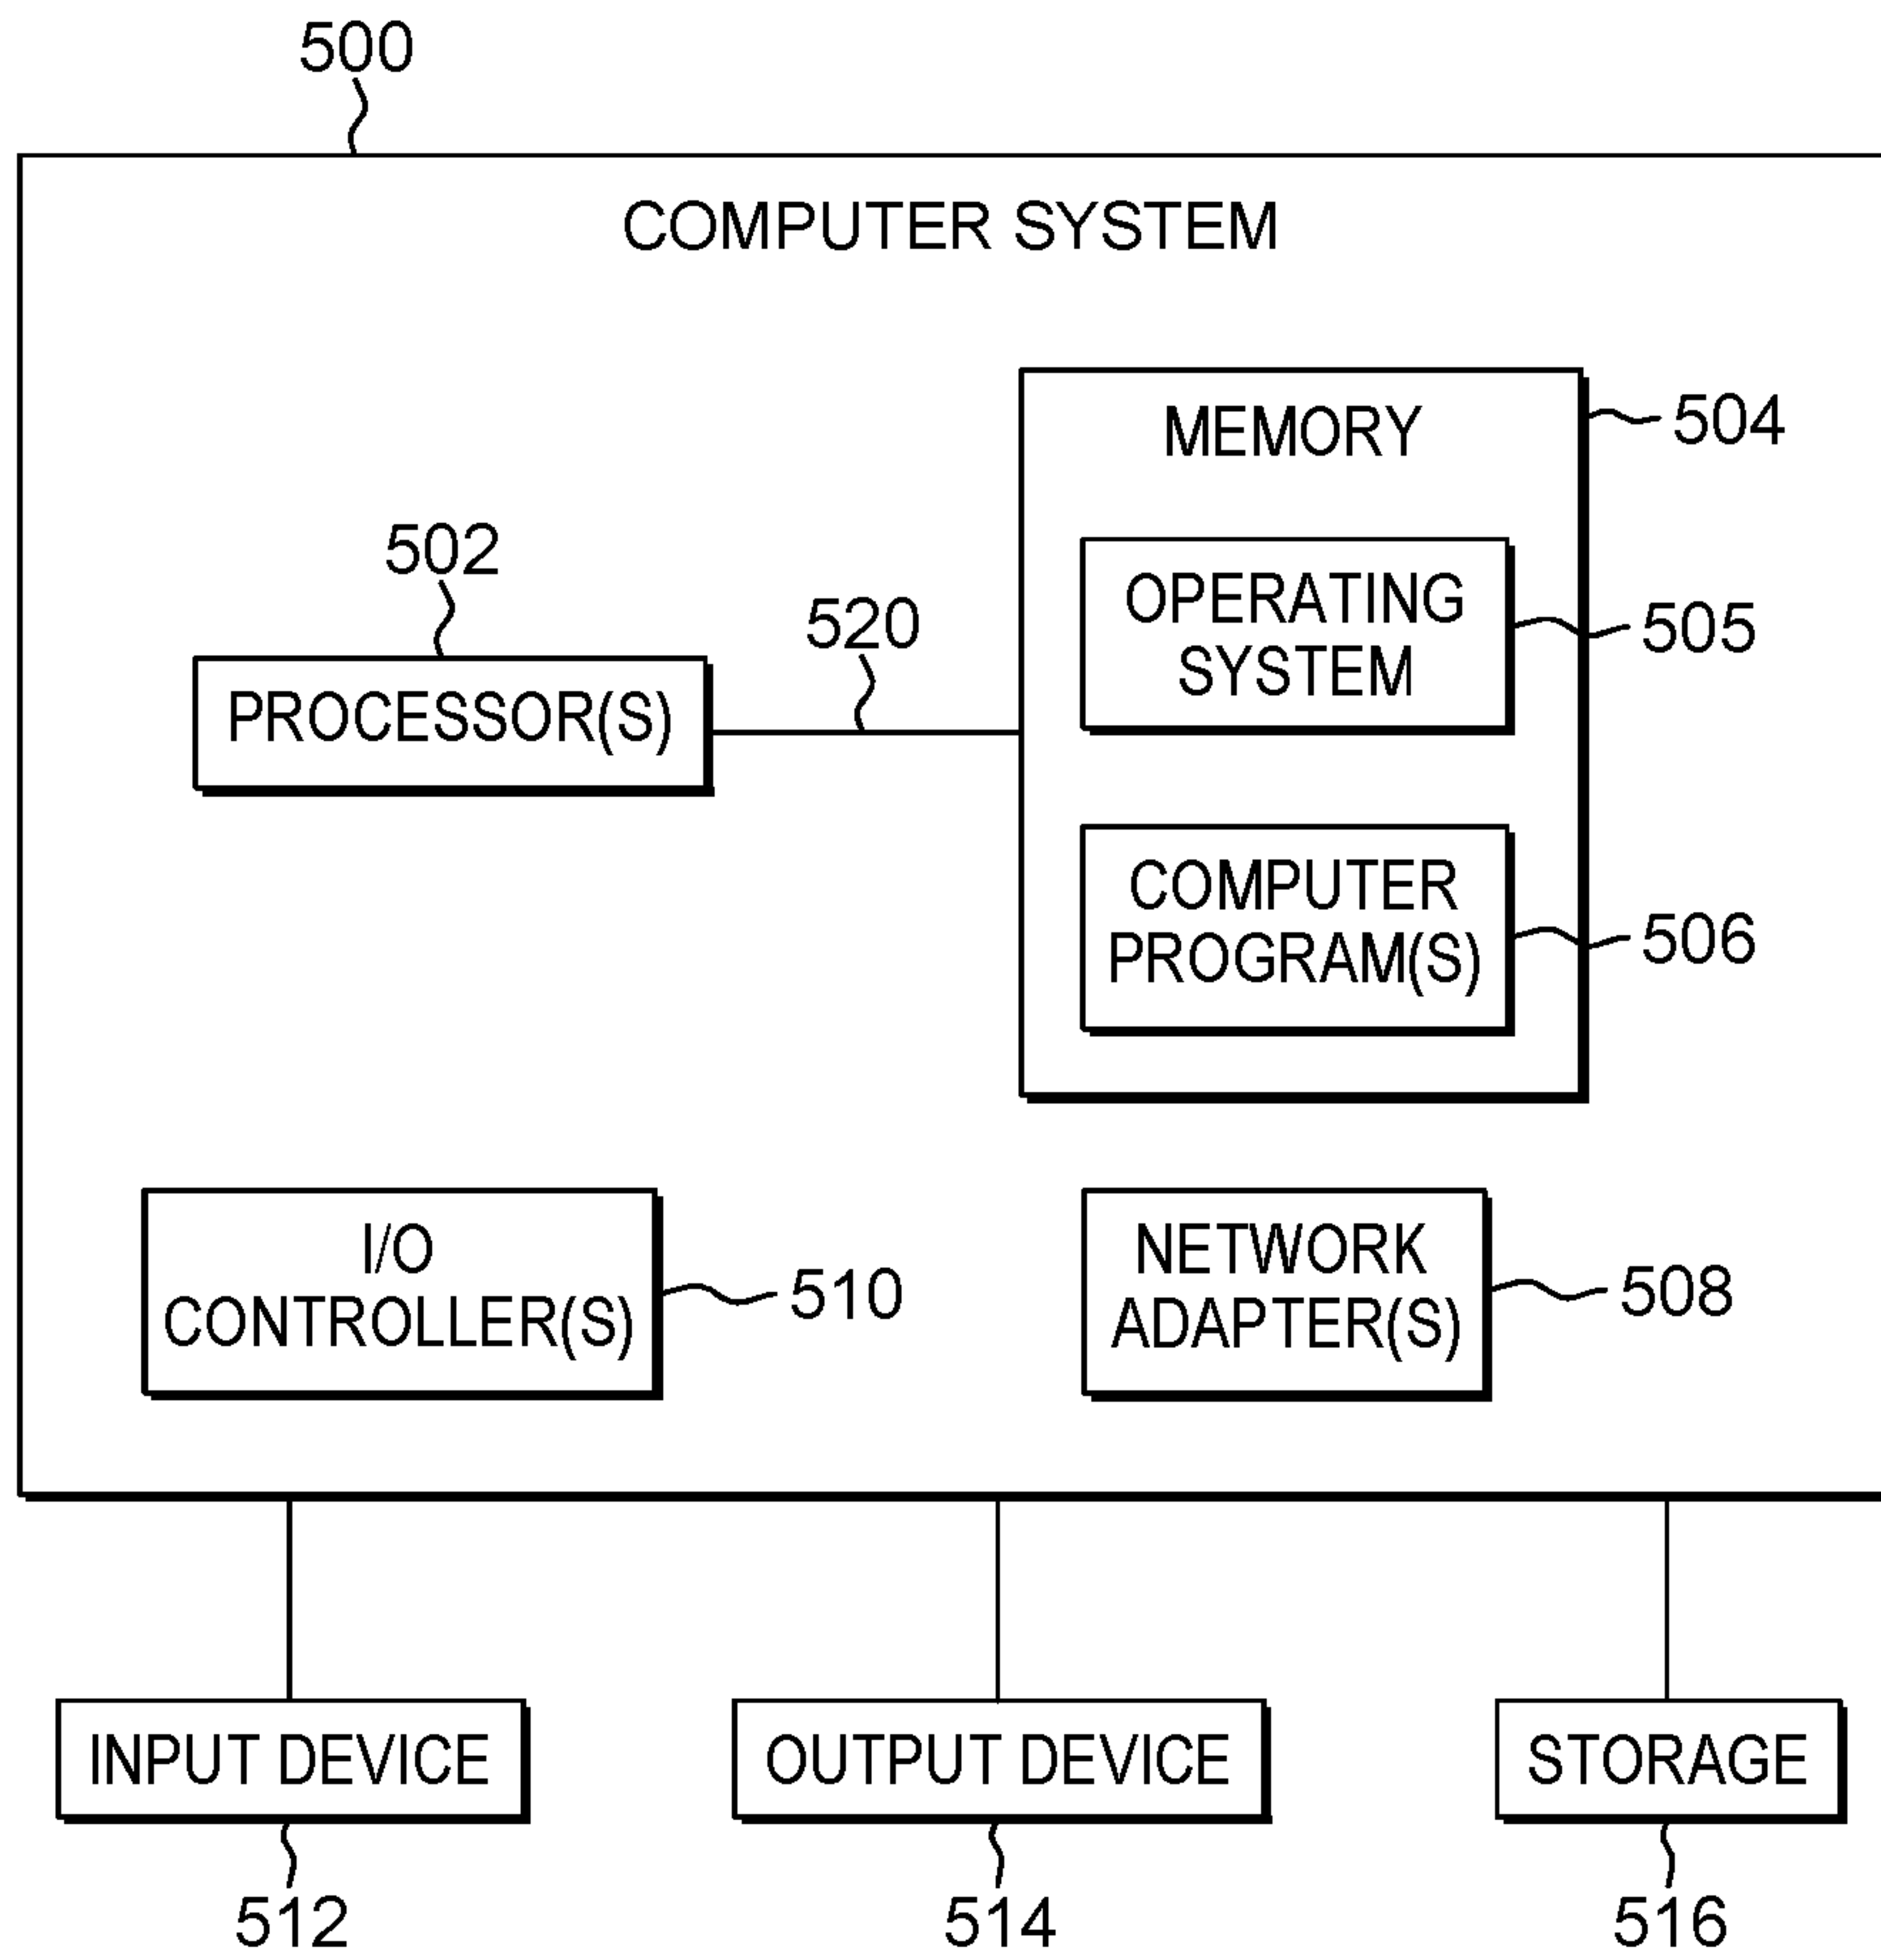 500
COMPUTER SYSTEM
MEMORY
504
502
520
OPERATING
SYSTEM
505
PROCESSOR(S)
COMPUTER
PROGRAM(S)
506
I/O
CONTROLLER(S)
510
NETWORK
ADAPTER(S)
508
INPUT DEVICE
OUTPUT DEVICE
STORAGE
512
514
516